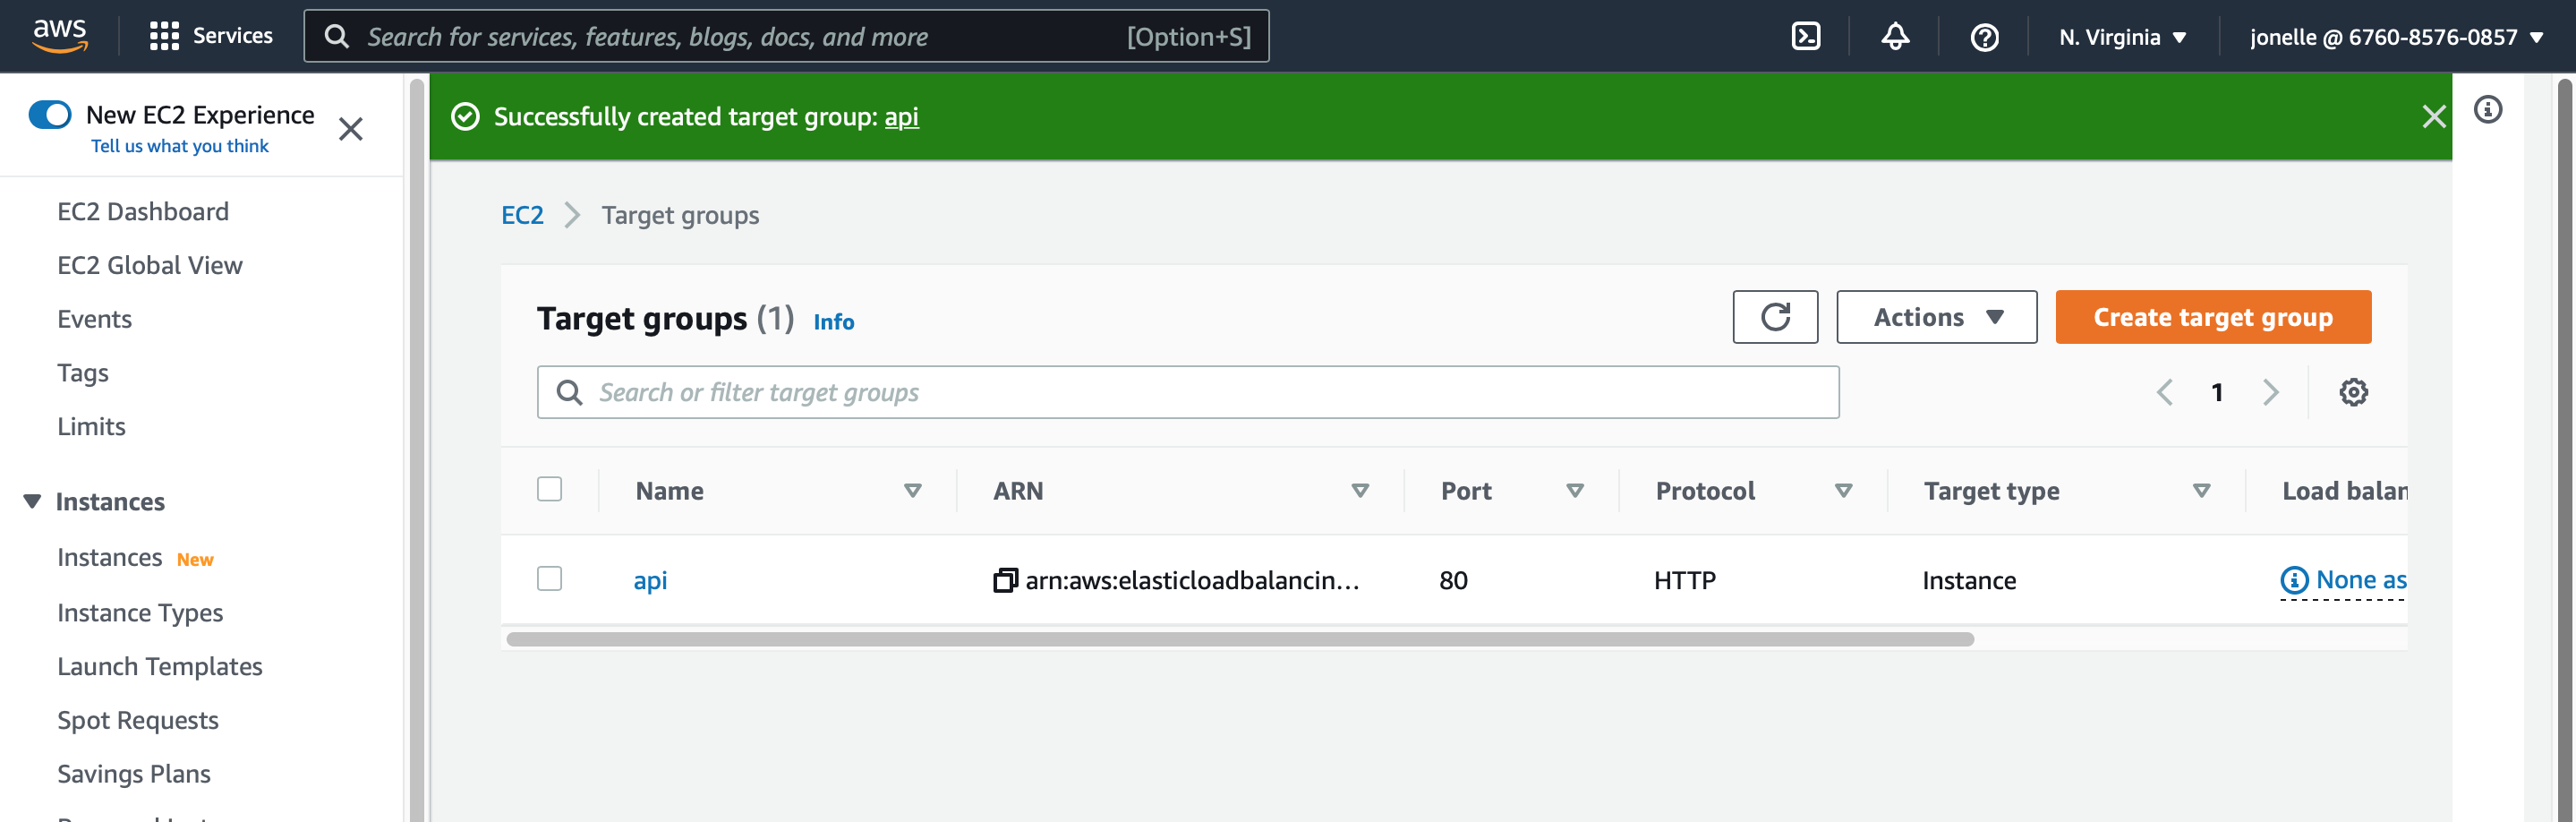 aws Services Search for services, features, blogs, docs, and more [Option+S] N. Virginia jonelle @ 6760-8576-0857
New EC2 Experience
Tell us what you think
EC2 Dashboard
EC2 Global View
Events
Tags
Limits
Instances
Instances New
Instance Types
Launch Templates
Spot Requests
Savings Plans
Successfully created target group: api
EC2 Target groups
Target groups (1) Info
Actions
Create target group
Search or filter target groups
1
Name ARN Port Protocol Target type Load balan
api arn:aws:elasticloadbalancin... 80 HTTP Instance None as